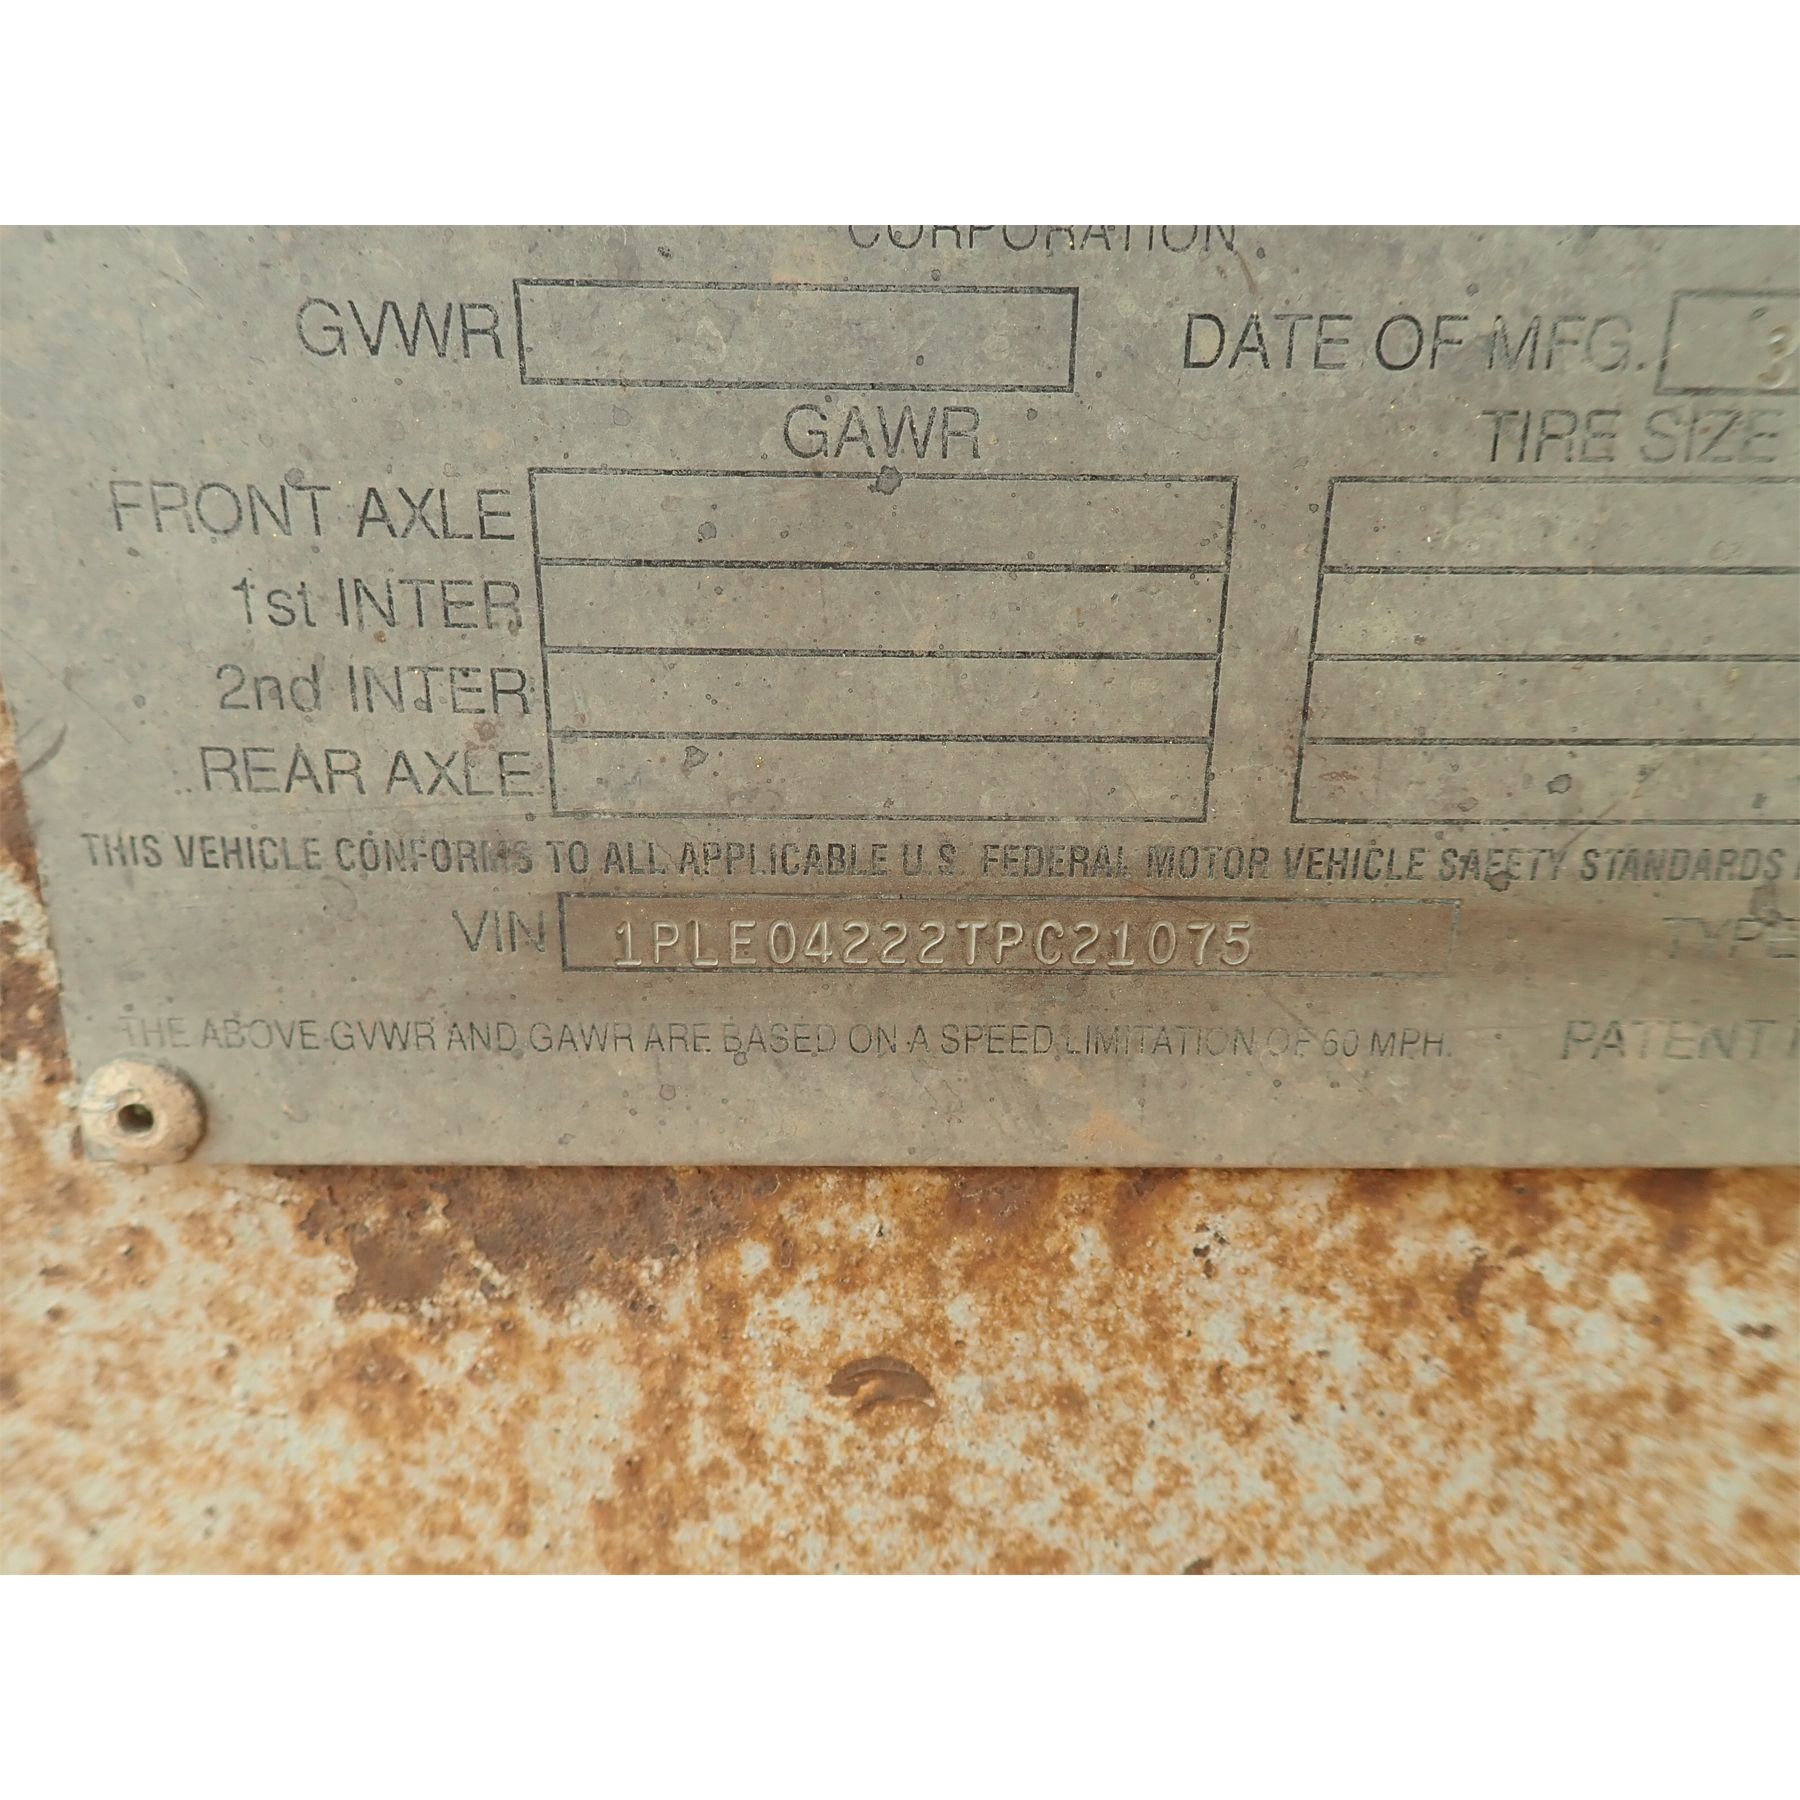 CORPORATION
GVWR DATE OF MFG. 3
GAWR TIRE SIZE
FRONT AXLE
1st INTER
2nd INTER
REAR AXLE
THIS VEHICLE CONFORMS TO ALL APPLICABLE U.S. FEDERAL MOTOR VEHICLE SAFETY STANDARDS
VIN 1PLE04222TPC21075 TYPE
THE ABOVE GVWR AND GAWR ARE BASED ON A SPEED LIMITATION OF 60 MPH. PATENT